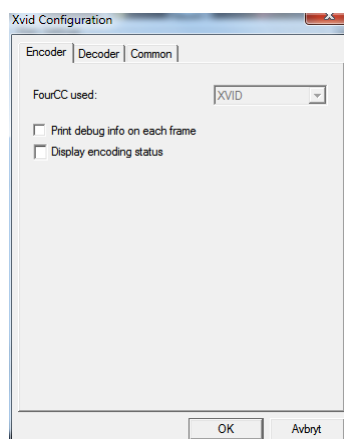 Xvid Configuration
Encoder Decoder Common
FourCC used: XVID
Print debug info on each frame
Display encoding status
OK Avbryt